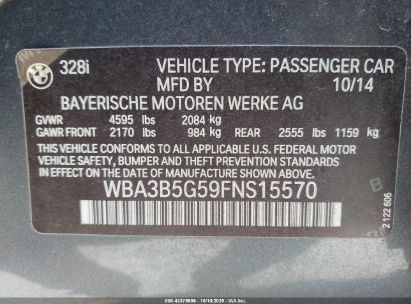 BMW
328i
VEHICLE TYPE: PASSENGER CAR
10/14
BAYERISCHE MOTOREN WERKE AG
GVWR 4595 lbs 2084 kg
GAWR FRONT 2170 lbs 984 kg REAR 2555 lbs 1159 kg
THIS VEHICLE CONFORMS TO ALL APPLICABLE U.S. FEDERAL MOTOR
VEHICLE SAFETY, BUMPER AND THEFT PREVENTION STANDARDS
IN EFFECT ON THE DATE OF MANUFACTURE SHOWN ABOVE
WBA3B5G59FNS15570
B
2 122 606